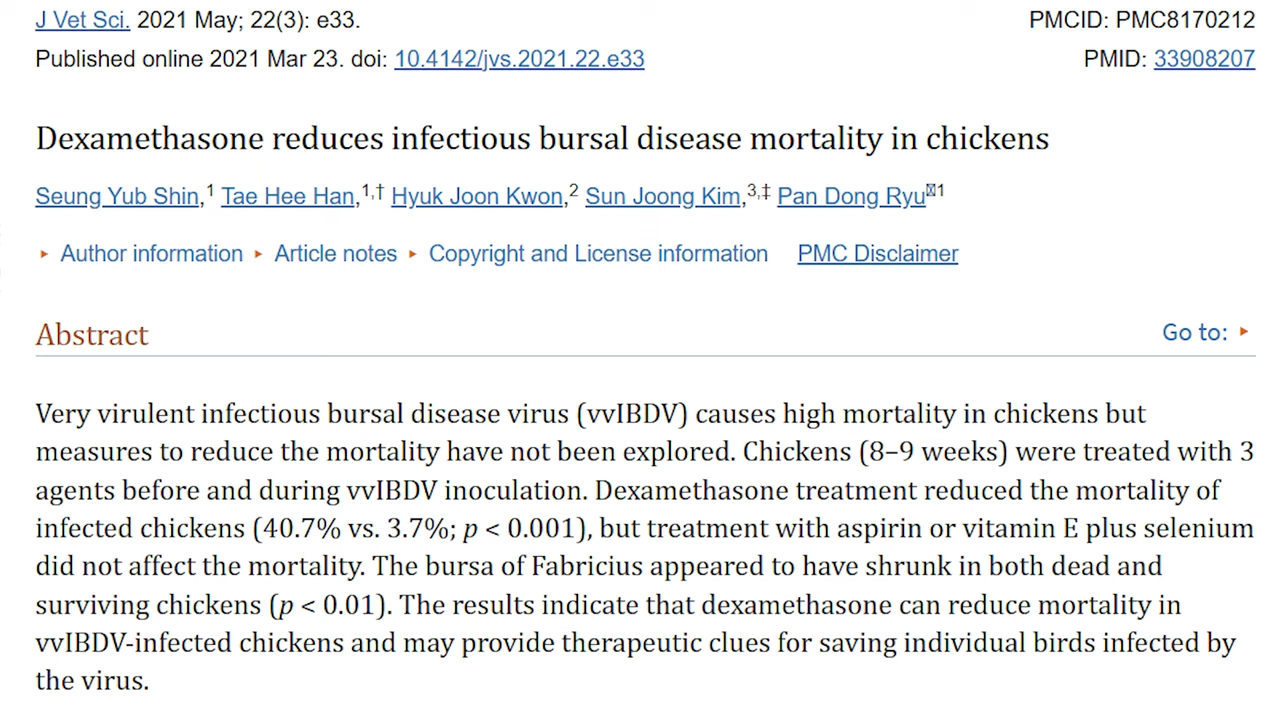 J Vet Sci. 2021 May; 22(3): e33. PMCID: PMC8170212
Published online 2021 Mar 23. doi: 10.4142/jvs.2021.22.e33 PMID: 33908207
Dexamethasone reduces infectious bursal disease mortality in chickens
Seung Yub Shin,1 Tae Hee Han,1,† Hyuk Joon Kwon,2 Sun Joong Kim,3,‡ Pan Dong Ryu1
▸ Author information ▸ Article notes ▸ Copyright and License information PMC Disclaimer
Abstract Go to: ▸
Very virulent infectious bursal disease virus (vvIBDV) causes high mortality in chickens but
measures to reduce the mortality have not been explored. Chickens (8–9 weeks) were treated with 3
agents before and during vvIBDV inoculation. Dexamethasone treatment reduced the mortality of
infected chickens (40.7% vs. 3.7%; p < 0.001), but treatment with aspirin or vitamin E plus selenium
did not affect the mortality. The bursa of Fabricius appeared to have shrunk in both dead and
surviving chickens (p < 0.01). The results indicate that dexamethasone can reduce mortality in
vvIBDV-infected chickens and may provide therapeutic clues for saving individual birds infected by
the virus.